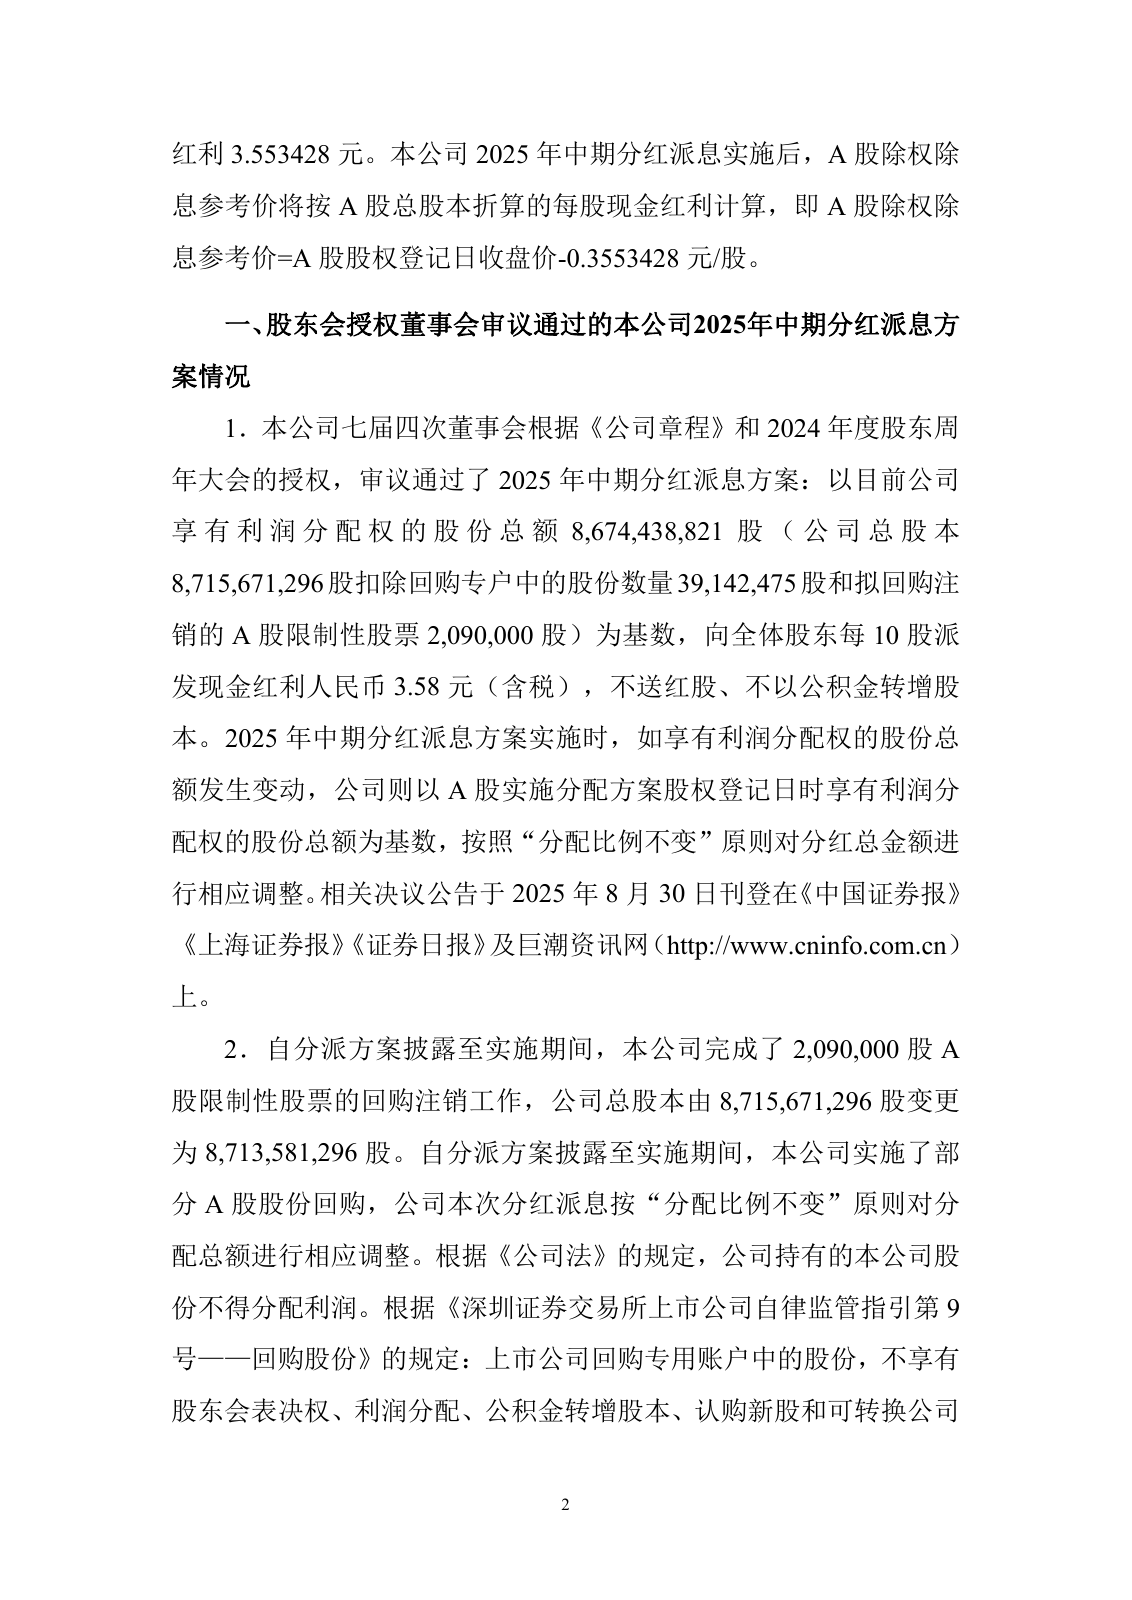 红利 3.553428 元。本公司 2025 年中期分红派息实施后，A 股除权除
息参考价将按 A 股总股本折算的每股现金红利计算，即 A 股除权除
息参考价=A 股股权登记日收盘价-0.3553428 元/股。
一、股东会授权董事会审议通过的本公司2025年中期分红派息方
案情况
1．本公司七届四次董事会根据《公司章程》和 2024 年度股东周
年大会的授权，审议通过了 2025 年中期分红派息方案：以目前公司
享有利润分配权的股份总额 8,674,438,821 股（公司总股本
8,715,671,296股扣除回购专户中的股份数量39,142,475股和拟回购注
销的 A 股限制性股票 2,090,000 股）为基数，向全体股东每 10 股派
发现金红利人民币 3.58 元（含税），不送红股、不以公积金转增股
本。2025 年中期分红派息方案实施时，如享有利润分配权的股份总
额发生变动，公司则以 A 股实施分配方案股权登记日时享有利润分
配权的股份总额为基数，按照“分配比例不变”原则对分红总金额进
行相应调整。相关决议公告于 2025 年 8 月 30 日刊登在《中国证券报》
《上海证券报》《证券日报》及巨潮资讯网（http://www.cninfo.com.cn）
上。
2．自分派方案披露至实施期间，本公司完成了 2,090,000 股 A
股限制性股票的回购注销工作，公司总股本由 8,715,671,296 股变更
为 8,713,581,296 股。自分派方案披露至实施期间，本公司实施了部
分 A 股股份回购，公司本次分红派息按“分配比例不变”原则对分
配总额进行相应调整。根据《公司法》的规定，公司持有的本公司股
份不得分配利润。根据《深圳证券交易所上市公司自律监管指引第 9
号——回购股份》的规定：上市公司回购专用账户中的股份，不享有
股东会表决权、利润分配、公积金转增股本、认购新股和可转换公司
2